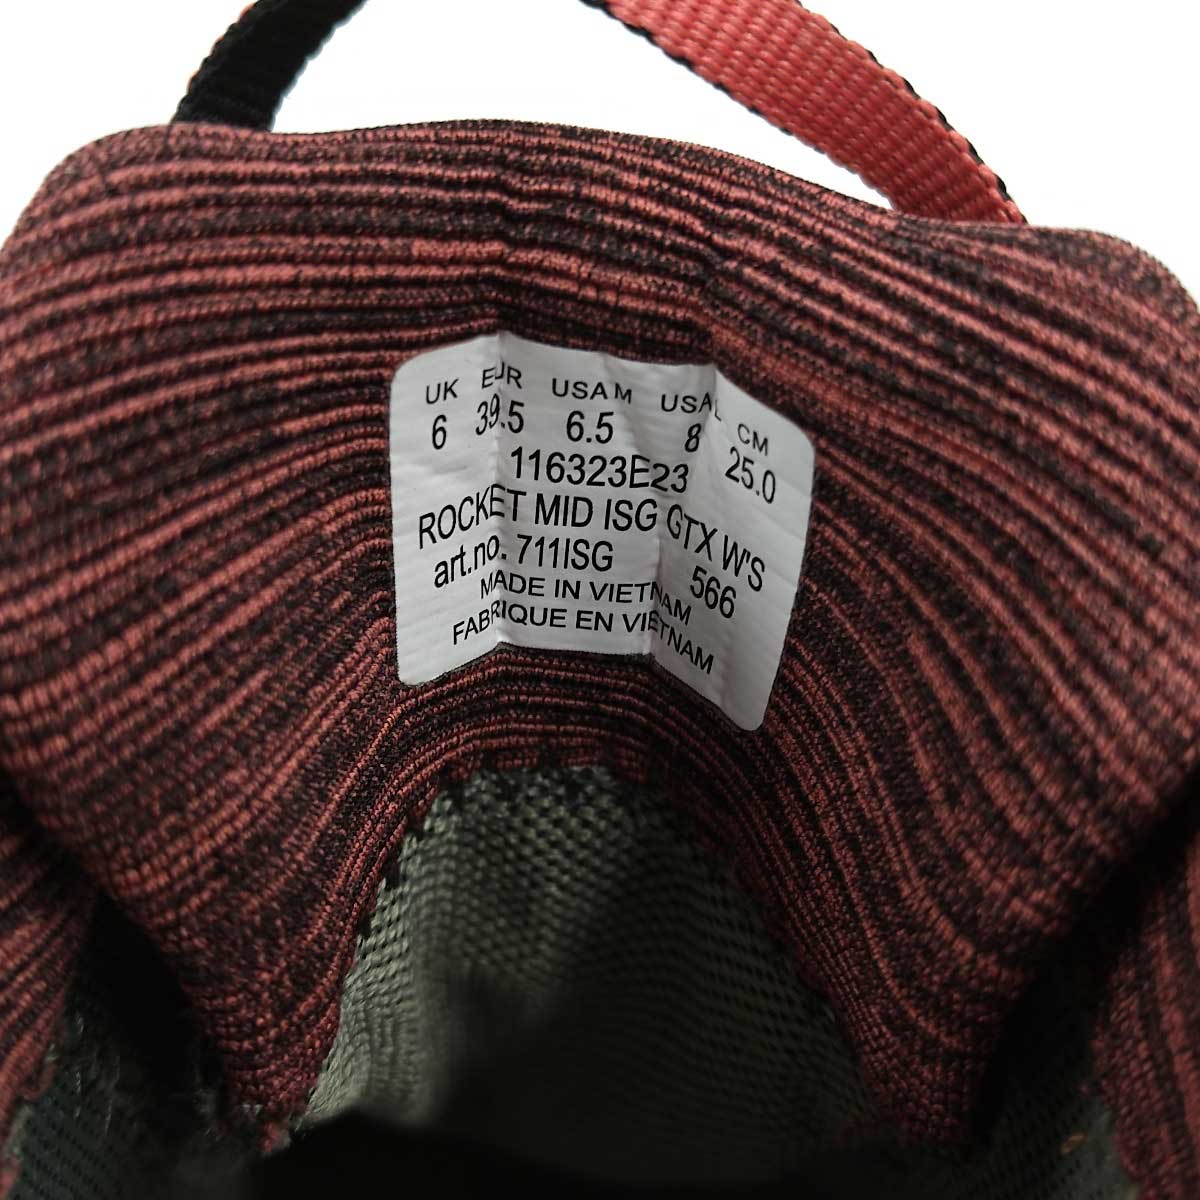 UK EUR USA M USA L CM
6 39.5 6.5 8 25.0
116323E23
ROCKET MID ISG GTX W'S
art.no. 711ISG 566
MADE IN VIETNAM
FABRIQUE EN VIETNAM